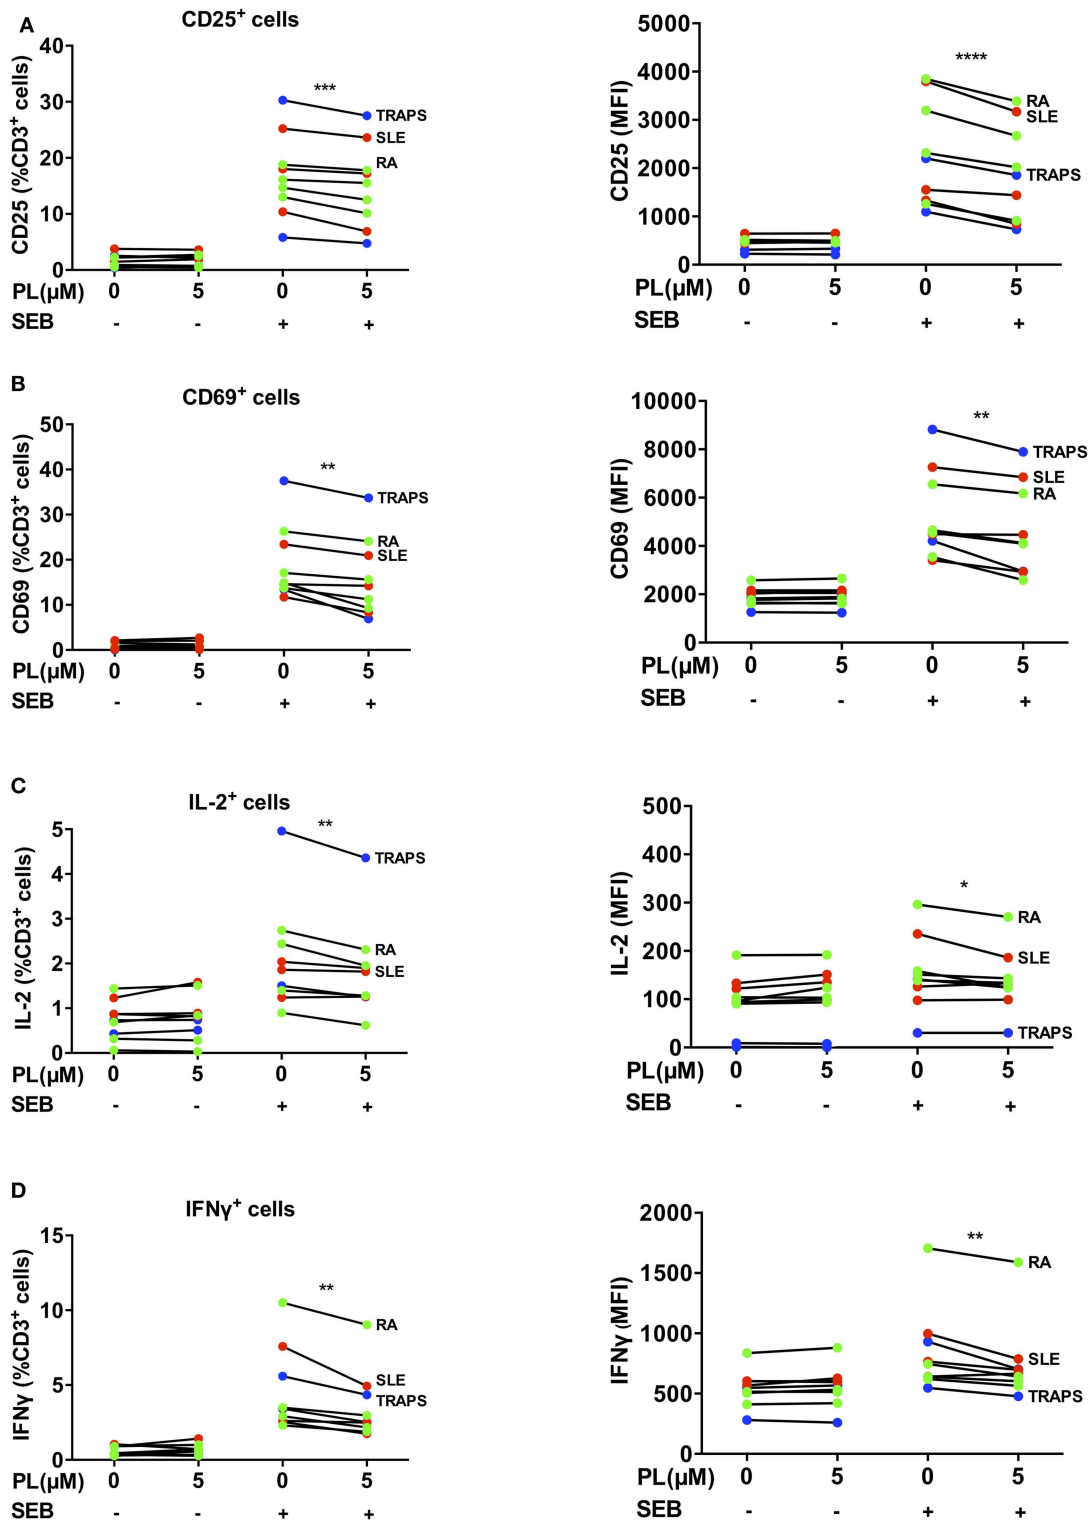 A
CD25+ cells
CD25 (%CD3+ cells)
40
30
20
10
0
***
TRAPS
SLE
RA
PL(µM) 0 5 0 5
SEB - - + +
CD25 (MFI)
5000
4000
3000
2000
1000
0
****
RA
SLE
TRAPS
PL(µM) 0 5 0 5
SEB - - + +
B
CD69+ cells
CD69 (%CD3+ cells)
50
40
30
20
10
0
**
TRAPS
RA
SLE
PL(µM) 0 5 0 5
SEB - - + +
CD69 (MFI)
10000
8000
6000
4000
2000
0
**
TRAPS
SLE
RA
PL(µM) 0 5 0 5
SEB - - + +
C
IL-2+ cells
IL-2 (%CD3+ cells)
5
4
3
2
1
0
**
TRAPS
RA
SLE
PL(µM) 0 5 0 5
SEB - - + +
IL-2 (MFI)
500
400
300
200
100
0
*
RA
SLE
TRAPS
PL(µM) 0 5 0 5
SEB - - + +
D
IFNγ+ cells
IFNγ (%CD3+ cells)
15
10
5
0
**
RA
SLE
TRAPS
PL(µM) 0 5 0 5
SEB - - + +
IFNγ (MFI)
2000
1500
1000
500
0
**
RA
SLE
TRAPS
PL(µM) 0 5 0 5
SEB - - + +